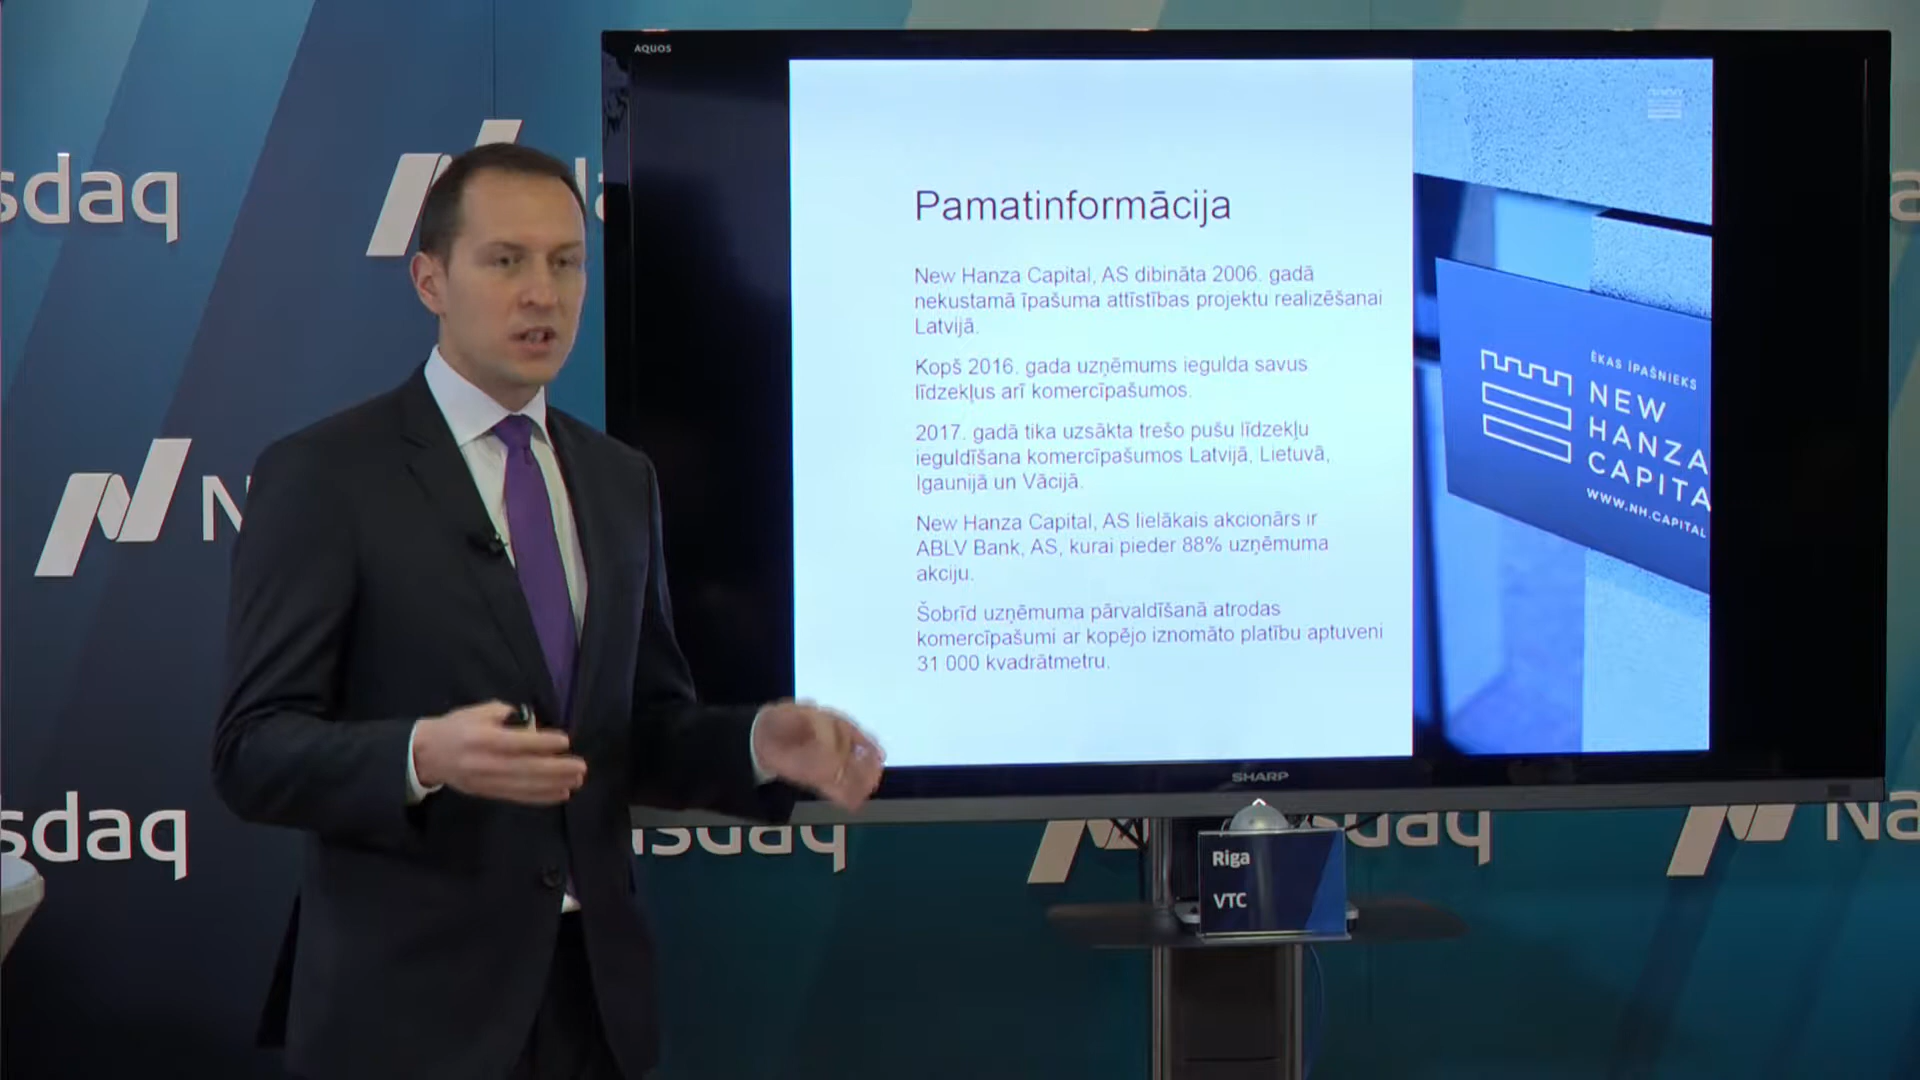 AQUOS
sdaq
Na
N
sdaq
Nasdaq
sdaq
Na
Pamatinformācija
New Hanza Capital, AS dibināta 2006. gadā
nekustamā īpašuma attīstības projektu realizēšanai
Latvijā.
Kopš 2016. gada uzņēmums iegulda savus
līdzekļus arī komercīpašumos.
2017. gadā tika uzsākta trešo pušu līdzekļu
ieguldīšana komercīpašumos Latvijā, Lietuvā,
Igaunijā un Vācijā.
New Hanza Capital, AS lielākais akcionārs ir
ABLV Bank, AS, kurai pieder 88% uzņēmuma
akciju.
Šobrīd uzņēmuma pārvaldīšanā atrodas
komercīpašumi ar kopējo iznomāto platību aptuveni
31 000 kvadrātmetru.
ĒKAS ĪPAŠNIEKS
NEW
HANZA
CAPITA
WWW.NH.CAPITAL
SHARP
Riga
VTC